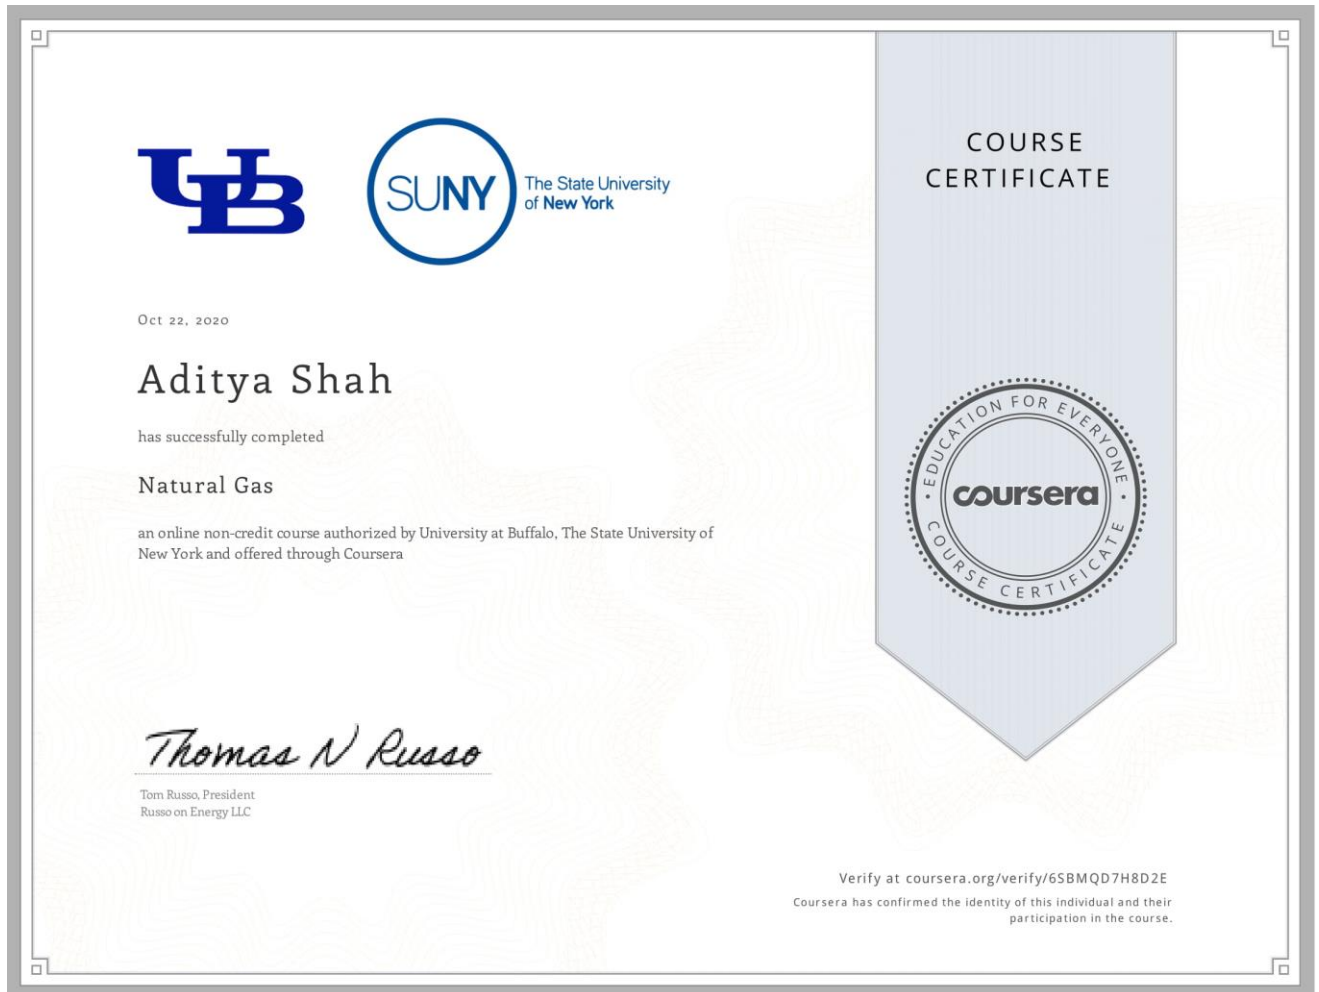 UB
SUNY
The State University
of New York
COURSE
CERTIFICATE
Oct 22, 2020
Aditya Shah
has successfully completed
Natural Gas
an online non-credit course authorized by University at Buffalo, The State University of
New York and offered through Coursera
EDUCATION FOR EVERYONE
coursera
COURSE CERTIFICATE
Thomas N Russo
Tom Russo, President
Russo on Energy LLC
Verify at coursera.org/verify/6SBMQD7H8D2E
Coursera has confirmed the identity of this individual and their
participation in the course.